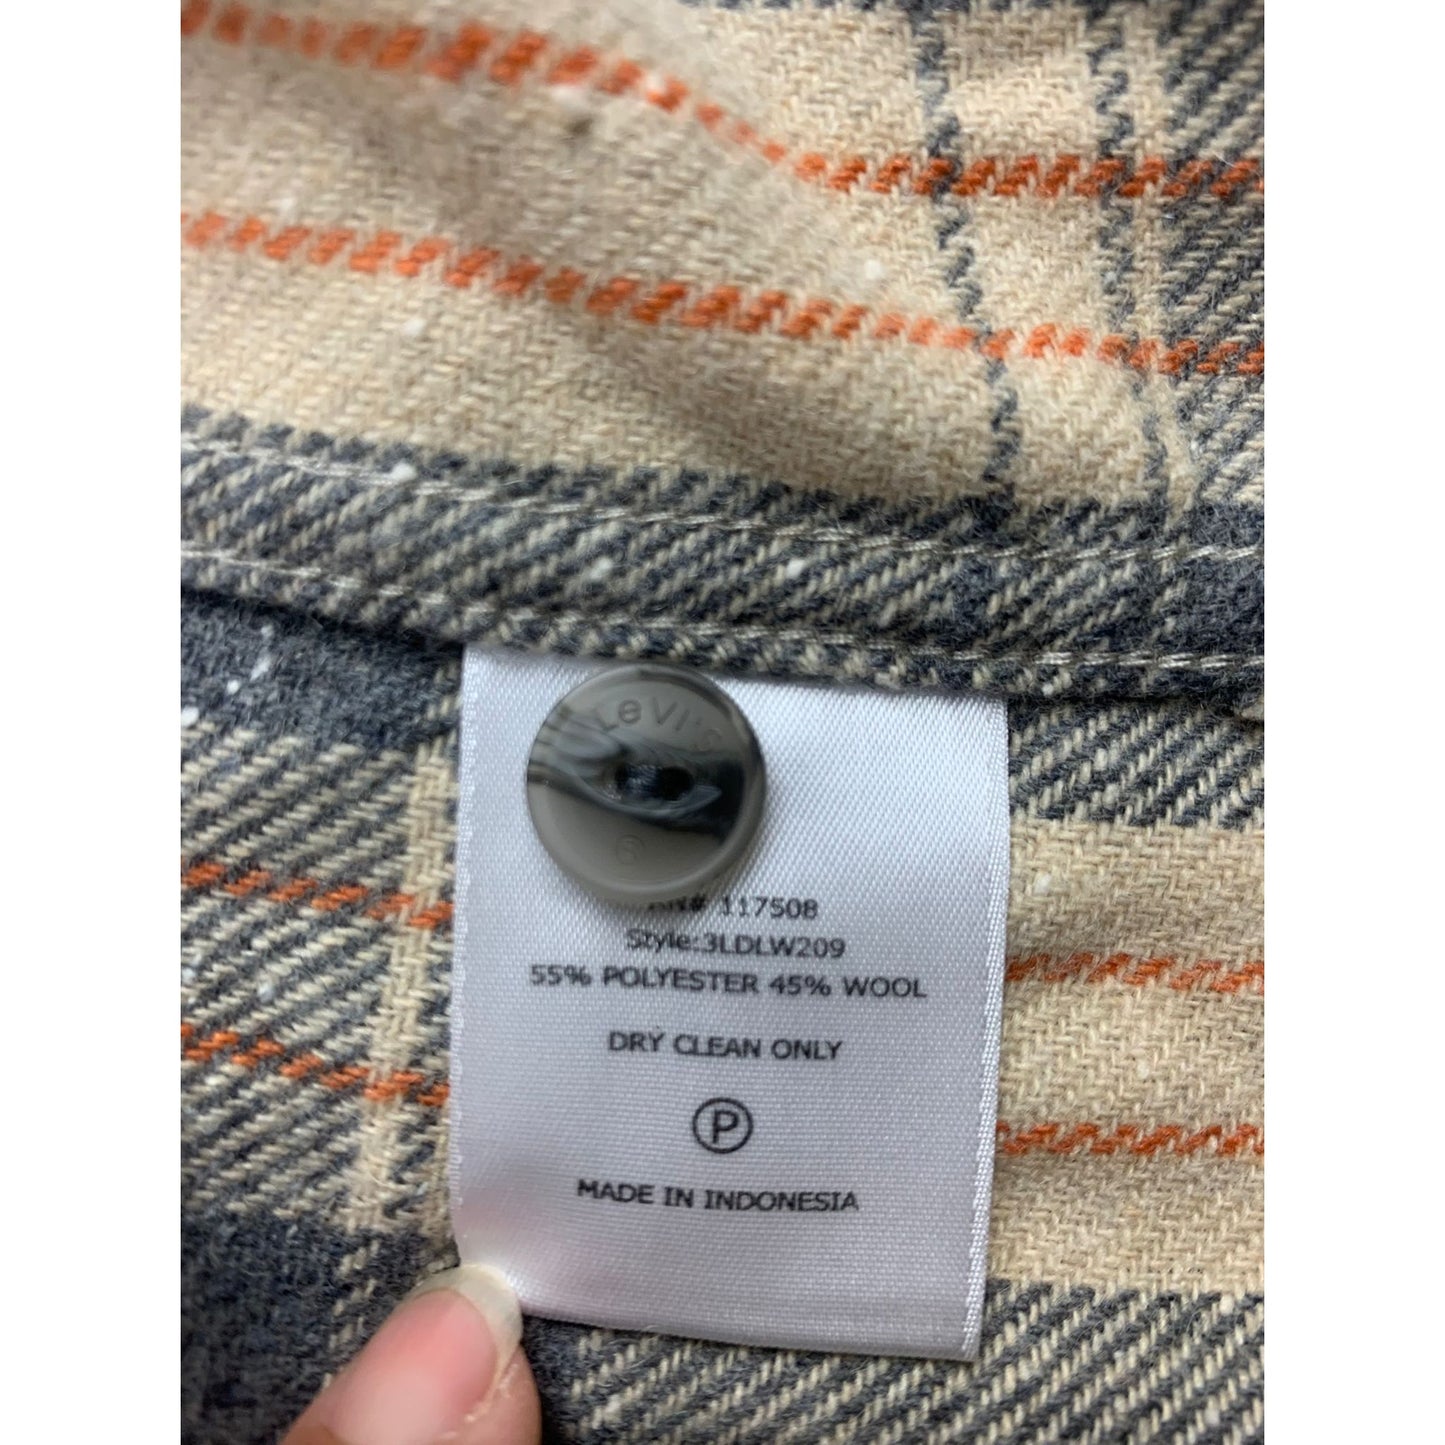 LeVI'S
117508
Style:3LDLW209
55% POLYESTER 45% WOOL
DRY CLEAN ONLY
P
MADE IN INDONESIA